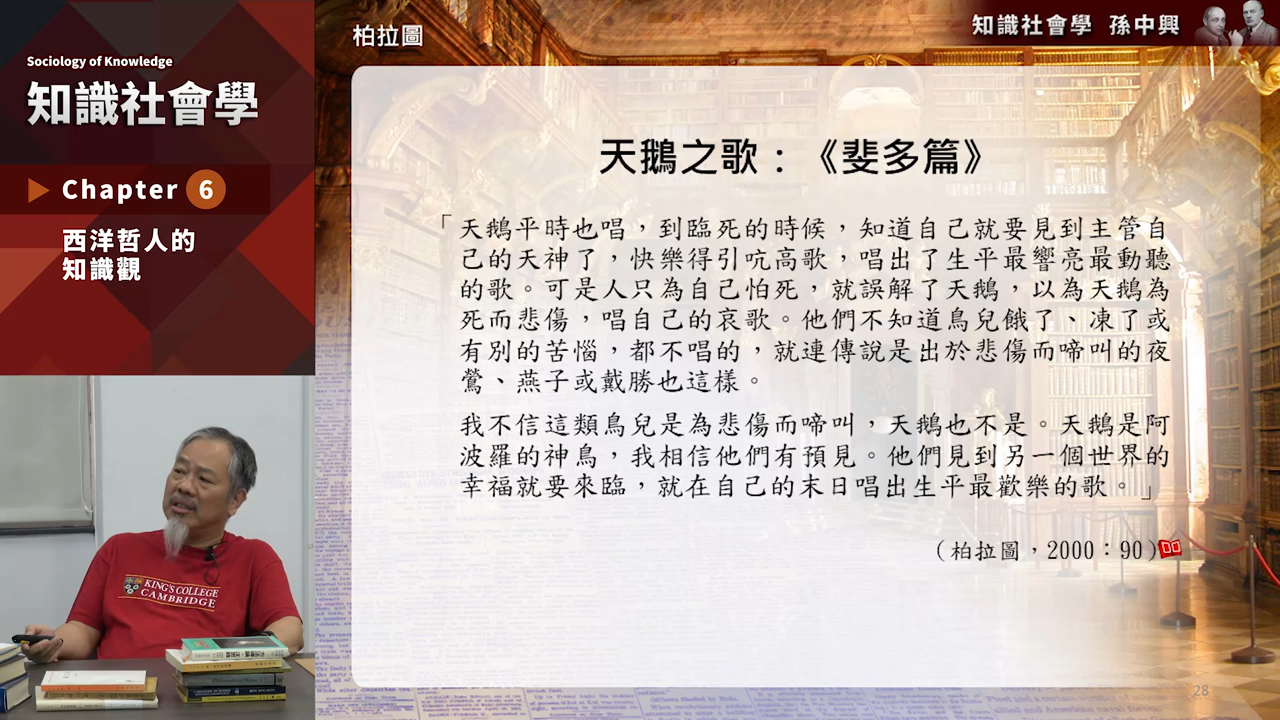 Sociology of Knowledge
知識社會學
Chapter 6
西洋哲人的
知識觀
柏拉圖
知識社會學 孫中興
天鵝之歌：《斐多篇》
「天鵝平時也唱，到臨死的時候，知道自己就要見到主管自
己的天神了，快樂得引吭高歌，唱出了生平最響亮最動聽
的歌。可是人只為自己怕死，就誤解了天鵝，以為天鵝為
死而悲傷，唱自己的哀歌。他們不知道鳥兒餓了、凍了或
有別的苦惱，都不唱的，就連傳說是出於悲傷而啼叫的夜
鶯、燕子或戴勝也這樣。
我不信這類鳥兒是為悲傷而啼叫，天鵝也不是。天鵝是阿
波羅的神鳥，我相信他們有預見。他們見到另一個世界的
幸福就要來臨，就在自己的末日唱出生平最歡樂的歌。」
（柏拉圖，2000：90）
KING'S COLLEGE
CAMBRIDGE
28